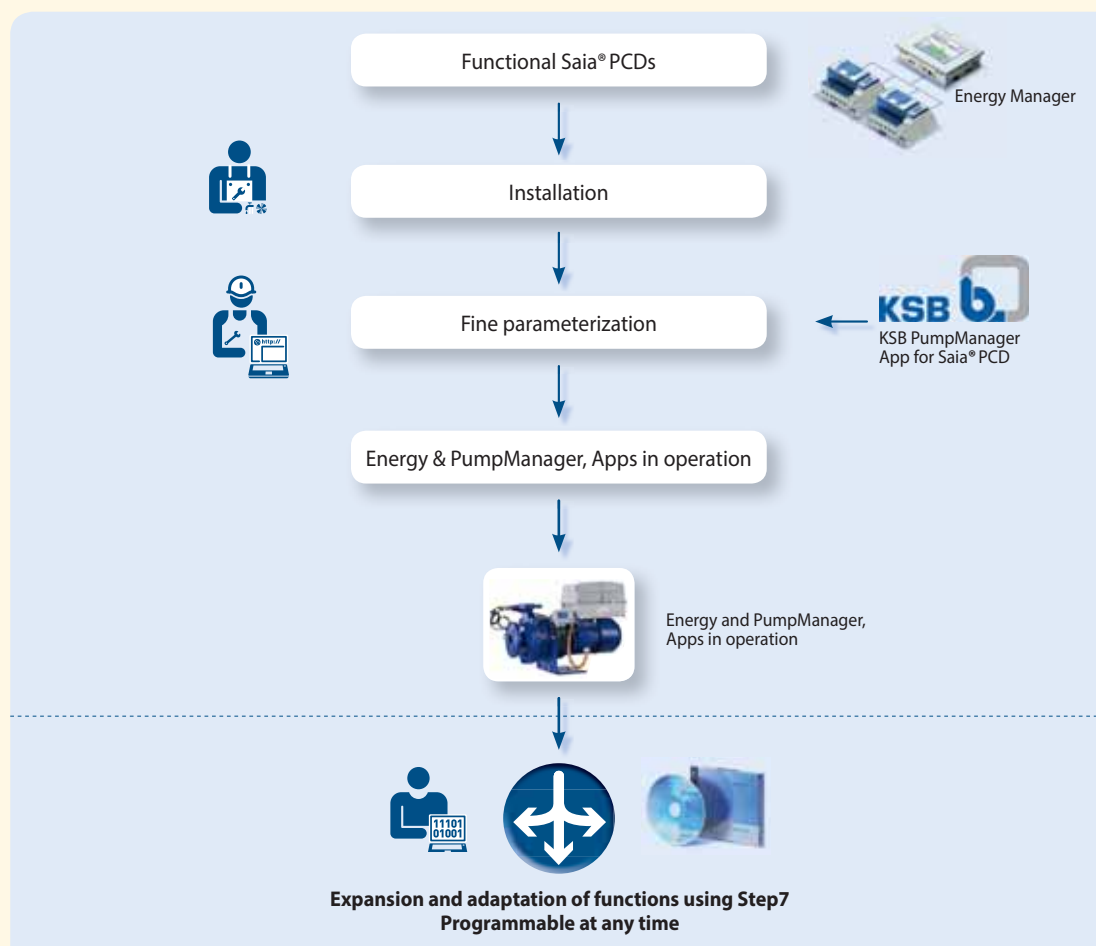 Functional Saia® PCDs
Energy Manager
Installation
@ http://
Fine parameterization
KSB b.
KSB PumpManager
App for Saia® PCD
Energy & PumpManager, Apps in operation
Energy and PumpManager,
Apps in operation
11101
01001
Expansion and adaptation of functions using Step7
Programmable at any time